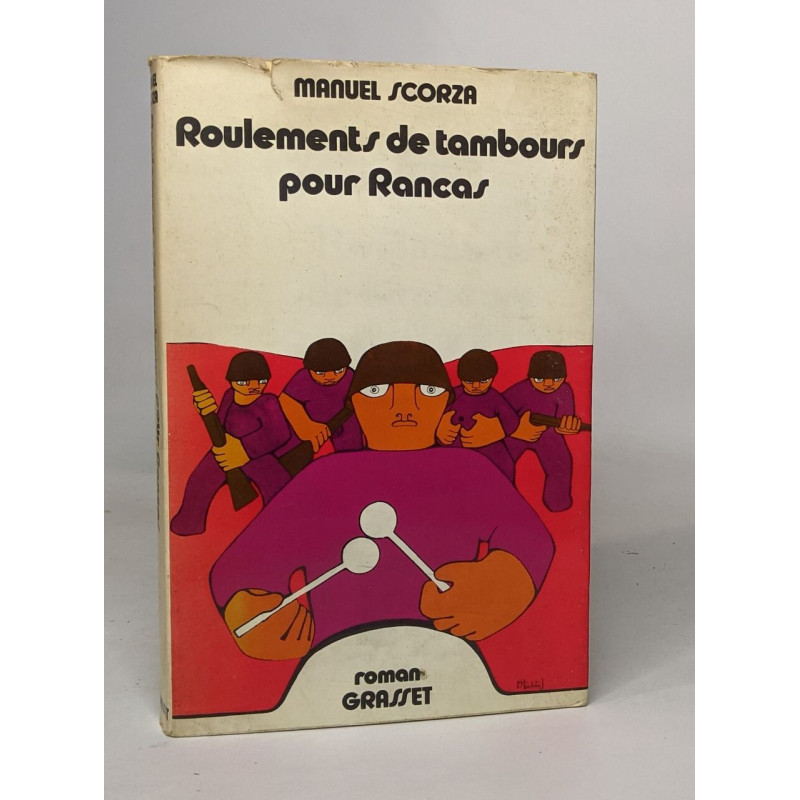 MANUEL SCORZA
Roulements de tambours
pour Rancas
roman
GRASSET